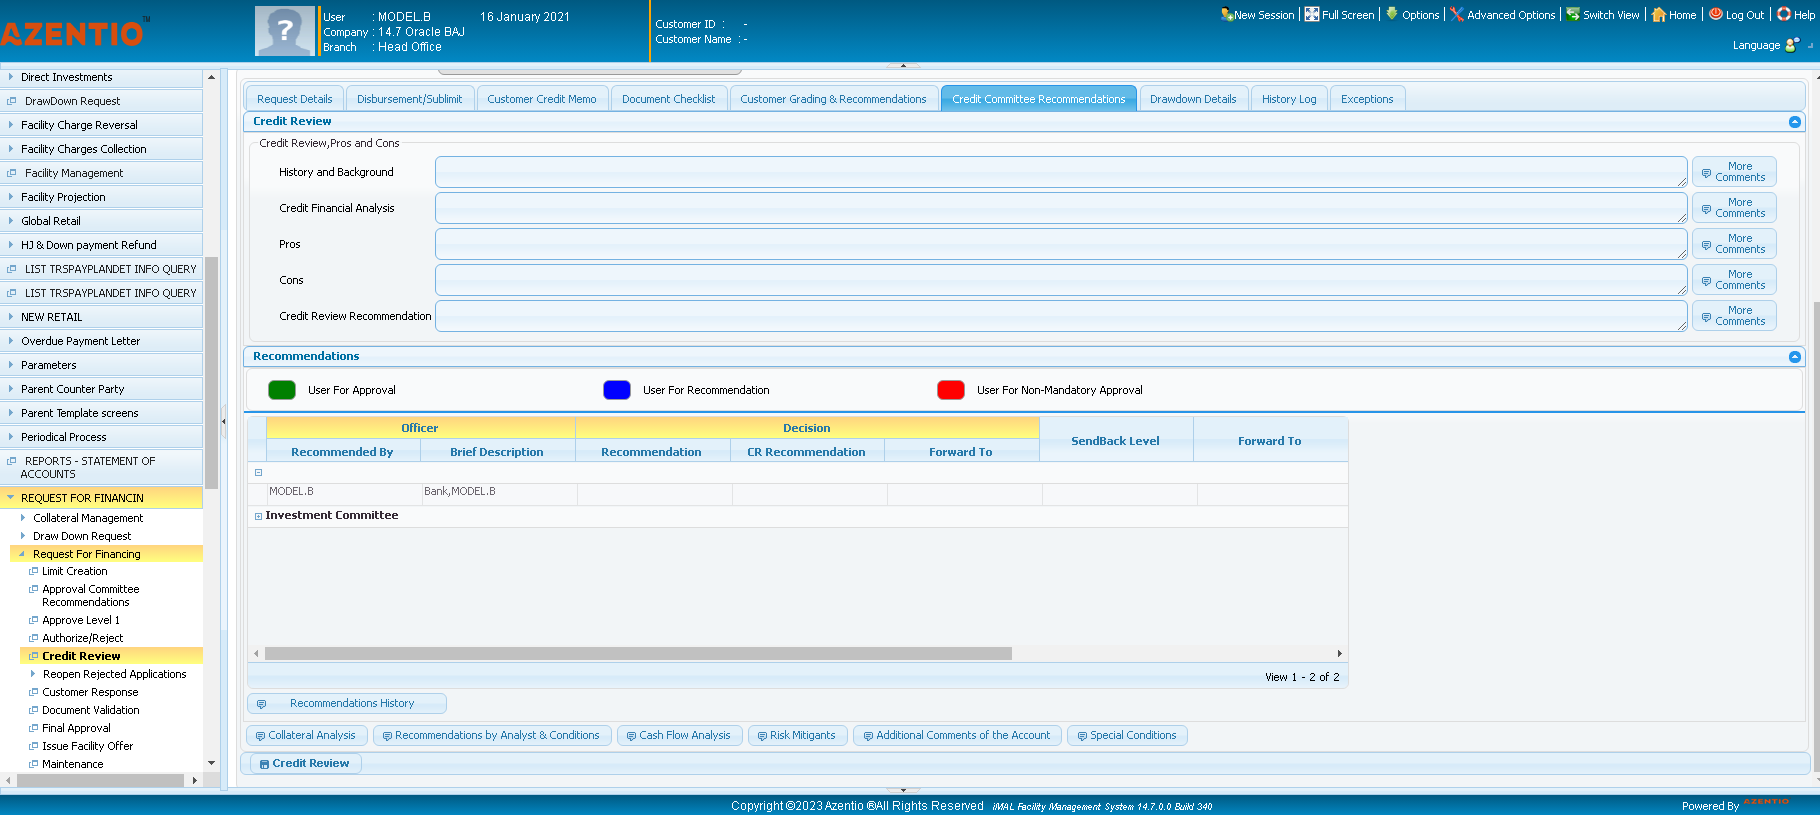 AZENTIO™
User : MODEL.B 16 January 2021
Company : 14.7 Oracle BAJ
Branch : Head Office
Customer ID : -
Customer Name : -
New Session | Full Screen | Options | Advanced Options | Switch View | Home | Log Out | Help
Language
Direct Investments
DrawDown Request
Facility Charge Reversal
Facility Charges Collection
Facility Management
Facility Projection
Global Retail
HJ & Down payment Refund
LIST TRSPAYPLANDET INFO QUERY
LIST TRSPAYPLANDET INFO QUERY
NEW RETAIL
Overdue Payment Letter
Parameters
Parent Counter Party
Parent Template screens
Periodical Process
REPORTS - STATEMENT OF
ACCOUNTS
REQUEST FOR FINANCIN
Collateral Management
Draw Down Request
Request For Financing
Limit Creation
Approval Committee
Recommendations
Approve Level 1
Authorize/Reject
Credit Review
Reopen Rejected Applications
Customer Response
Document Validation
Final Approval
Issue Facility Offer
Maintenance
Request Details Disbursement/Sublimit Customer Credit Memo Document Checklist Customer Grading & Recommendations Credit Committee Recommendations Drawdown Details History Log Exceptions
Credit Review
Credit Review,Pros and Cons
History and Background More Comments
Credit Financial Analysis More Comments
Pros More Comments
Cons More Comments
Credit Review Recommendation More Comments
Recommendations
User For Approval User For Recommendation User For Non-Mandatory Approval
Officer Decision SendBack Level Forward To
Recommended By Brief Description Recommendation CR Recommendation Forward To
MODEL.B Bank,MODEL.B
Investment Committee
View 1 - 2 of 2
Recommendations History
Collateral Analysis Recommendations by Analyst & Conditions Cash Flow Analysis Risk Mitigants Additional Comments of the Account Special Conditions
Credit Review
Copyright ©2023 Azentio ®All Rights Reserved iMAL Facility Management System 14.7.0.0 Build 340
Powered By AZENTIO